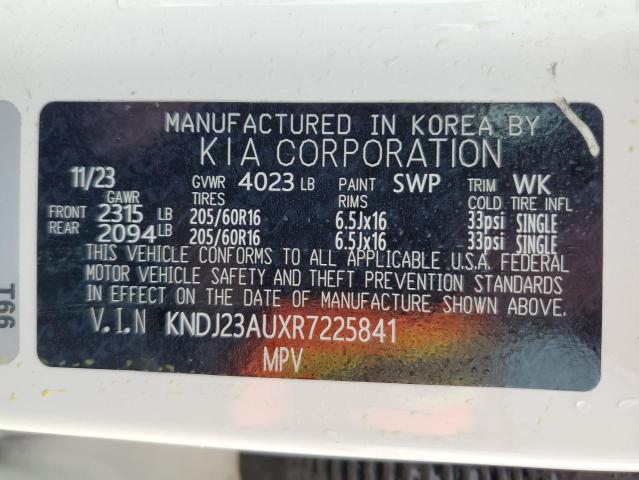 MANUFACTURED IN KOREA BY
KIA CORPORATION
11/23 GVWR 4023 LB PAINT SWP TRIM WK
GAWR TIRES RIMS COLD TIRE INFL
FRONT 2315 LB 205/60R16 6.5Jx16 33psi SINGLE
REAR 2094 LB 205/60R16 6.5Jx16 33psi SINGLE
THIS VEHICLE CONFORMS TO ALL APPLICABLE U.S.A. FEDERAL
MOTOR VEHICLE SAFETY AND THEFT PREVENTION STANDARDS
IN EFFECT ON THE DATE OF MANUFACTURE SHOWN ABOVE.
V.I.N KNDJ23AUXR7225841
MPV